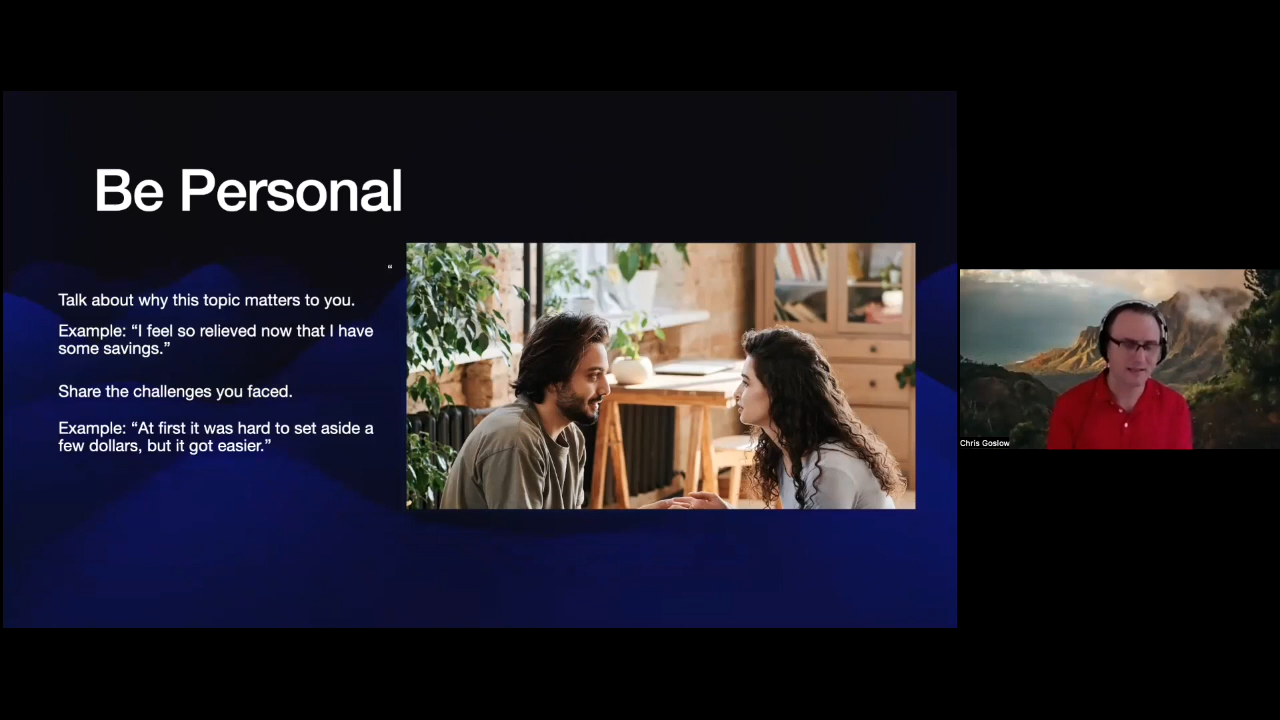 Be Personal
“
Talk about why this topic matters to you.
Example: “I feel so relieved now that I have
some savings.”
Share the challenges you faced.
Example: “At first it was hard to set aside a
few dollars, but it got easier.”
Chris Goslow